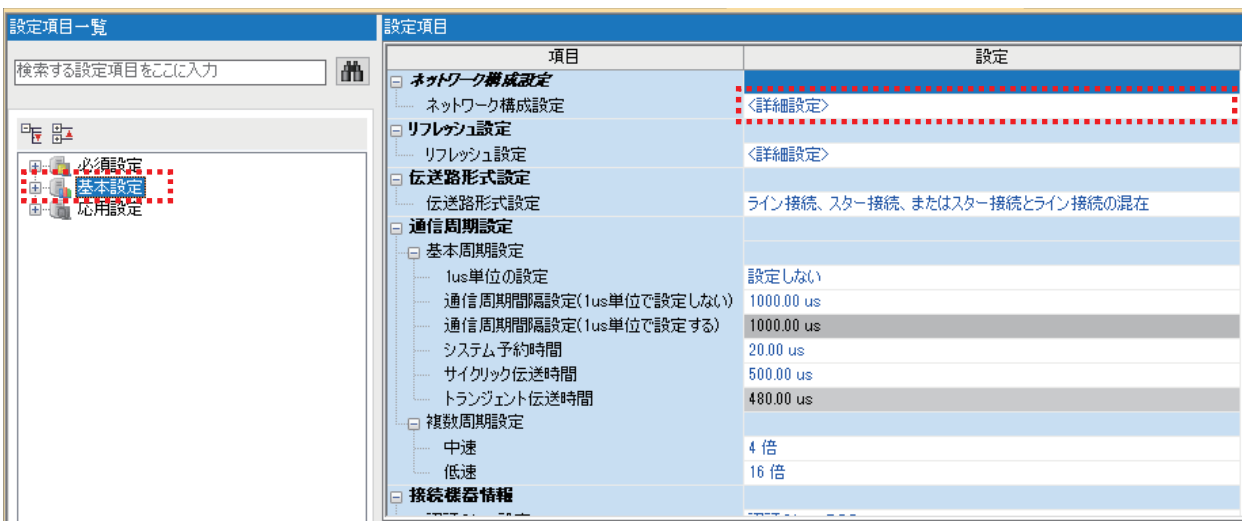 設定項目一覧
検索する設定項目をここに入力
必須設定
基本設定
応用設定
設定項目
項目 設定
ネットワーク構成設定
ネットワーク構成設定 <詳細設定>
リフレッシュ設定
リフレッシュ設定 <詳細設定>
伝送路形式設定
伝送路形式設定 ライン接続、スター接続、またはスター接続とライン接続の混在
通信周期設定
基本周期設定
1us単位の設定 設定しない
通信周期間隔設定(1us単位で設定しない) 1000.00 us
通信周期間隔設定(1us単位で設定する) 1000.00 us
システム予約時間 20.00 us
サイクリック伝送時間 500.00 us
トランジェント伝送時間 480.00 us
複数周期設定
中速 4 倍
低速 16 倍
接続機器情報